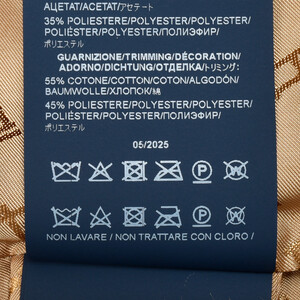 АЦЕТАТ/ACETAT/アセテート
35% POLIESTERE/POLYESTER/POLYESTER/
POLIÉSTER/POLYESTER/ПОЛИЭФИР/
ポリエステル
GUARNIZIONE/TRIMMING/DÉCORATION/
ADORNO/DICHTUNG/ОТДЕЛКА/トリミング:
55% COTONE/COTTON/COTON/ALGODÓN/
BAUMWOLLE/ХЛОПОК/綿
45% POLIESTERE/POLYESTER/POLYESTER/
POLIÉSTER/POLYESTER/ПОЛИЭФИР/
ポリエステル
05/2025
P W
P W
NON LAVARE / NON TRATTARE CON CLORO /